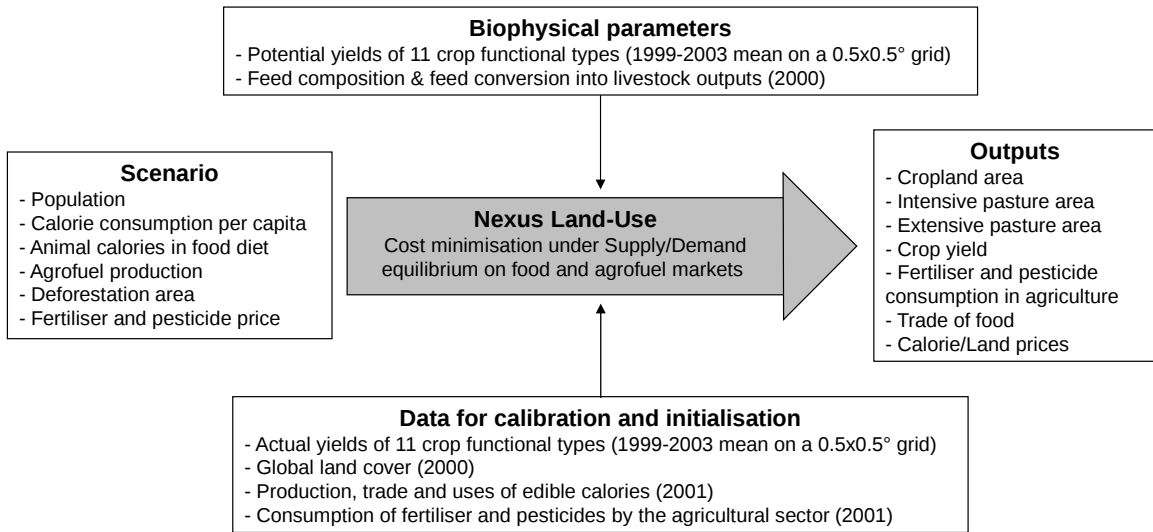 Biophysical parameters
- Potential yields of 11 crop functional types (1999-2003 mean on a 0.5x0.5° grid)
- Feed composition & feed conversion into livestock outputs (2000)
Scenario
- Population
- Calorie consumption per capita
- Animal calories in food diet
- Agrofuel production
- Deforestation area
- Fertiliser and pesticide price
Nexus Land-Use
Cost minimisation under Supply/Demand
equilibrium on food and agrofuel markets
Outputs
- Cropland area
- Intensive pasture area
- Extensive pasture area
- Crop yield
- Fertiliser and pesticide
consumption in agriculture
- Trade of food
- Calorie/Land prices
Data for calibration and initialisation
- Actual yields of 11 crop functional types (1999-2003 mean on a 0.5x0.5° grid)
- Global land cover (2000)
- Production, trade and uses of edible calories (2001)
- Consumption of fertiliser and pesticides by the agricultural sector (2001)